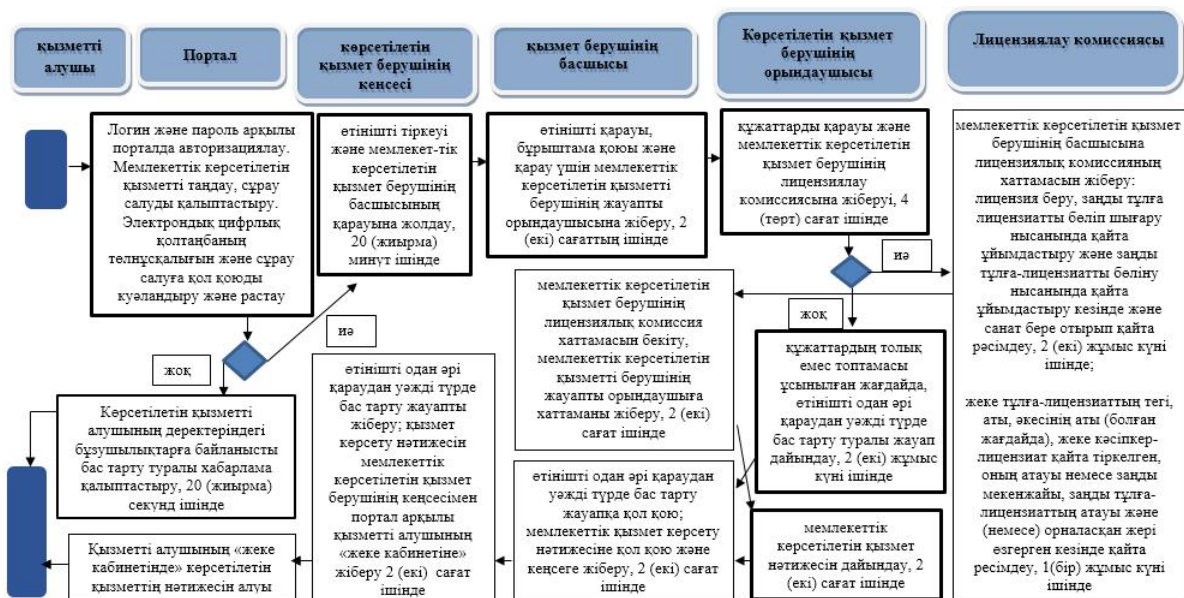 қызметті
алушы
Портал
көрсетілетін
қызмет берушінің
кеңсесі
қызмет берушінің
басшысы
Көрсетілетін қызмет
берушінің
орындаушысы
Лицензиялау комиссиясы
Логин және пароль арқылы
порталда авторизациялау.
Мемлекеттік көрсетілетін
қызметті таңдау, сұрау
салуды қалыптастыру.
Электрондық цифрлық
қолтаңбаның
төлнұсқалығын және сұрау
салуға қол қоюды
куәландыру және растау
өтінішті тіркеуі
және мемлекет-тік
көрсетілетін
қызмет берушінің
басшысының
қарауына жолдау,
20 (жиырма)
минут ішінде
өтінішті қарауы,
бұрыштама қоюы және
қарау үшін мемлекеттік
көрсетілетін қызметті
берушінің жауапты
орындаушысына жіберу, 2
(екі) сағаттың ішінде
құжаттарды қарауы және
мемлекеттік көрсетілетін
қызмет берушінің
лицензиялау
комиссиясына жіберуі, 4
(төрт) сағат ішінде
мемлекеттік көрсетілетін қызмет
берушінің басшысына
лицензиялық комиссияның
хаттамасын жіберу:
лицензия беру, заңды тұлға
лицензиатты бөліп шығару
нысанында қайта
ұйымдастыру және заңды
тұлға-лицензиатты бөліну
нысанында қайта
ұйымдастыру кезінде және
санат бере отырып қайта
рәсімдеу, 2 (екі) жұмыс күні
ішінде;
жеке тұлға-лицензиаттың тегі,
аты, әкесінің аты (болған
жағдайда), жеке кәсіпкер-
лицензиат қайта тіркелген,
оның атауы немесе заңды
мекенжайы, заңды тұлға-
лицензиаттың атауы және
(немесе) орналасқан жері
өзгерген кезінде қайта
ресімдеу, 1(бір) жұмыс күні
ішінде
иә
жоқ
иә
жоқ
мемлекеттік көрсетілетін
қызмет берушінің
лицензиялық комиссия
хаттамасын бекіту,
мемлекеттік көрсетілетін
қызметті берушінің
жауапты орындаушыға
хаттаманы жіберу, 2 (екі)
сағат ішінде
құжаттардың толық
емес топтамасы
ұсынылған жағдайда,
өтінішті одан әрі
қараудан уәжді түрде
бас тарту туралы жауап
дайындау, 2 (екі) жұмыс
күні ішінде
Көрсетілетін қызметті
алушының деректеріндегі
бұзушылықтарға байланысты
бас тарту туралы хабарлама
қалыптастыру, 20 (жиырма)
секунд ішінде
өтінішті одан әрі
қараудан уәжді түрде
бас тарту жауапты
жіберу; қызмет
көрсету нәтижесін
мемлекеттік
көрсетілетін қызмет
берушінің кеңсесімен
портал арқылы
қызметті алушының
«жеке кабинетіне»
жіберу 2 (екі) сағат
ішінде
өтінішті одан әрі қараудан
уәжді түрде бас тарту
жауапқа қол қою;
мемлекеттік қызмет көрсету
нәтижесіне қол қою және
кеңсеге жіберу, 2 (екі) сағат
ішінде
мемлекеттік
көрсетілетін қызмет
нәтижесін дайындау, 2
(екі) сағат ішінде
Қызметті алушының «жеке
кабинетінде» көрсетілетін
қызметтің нәтижесін алуы